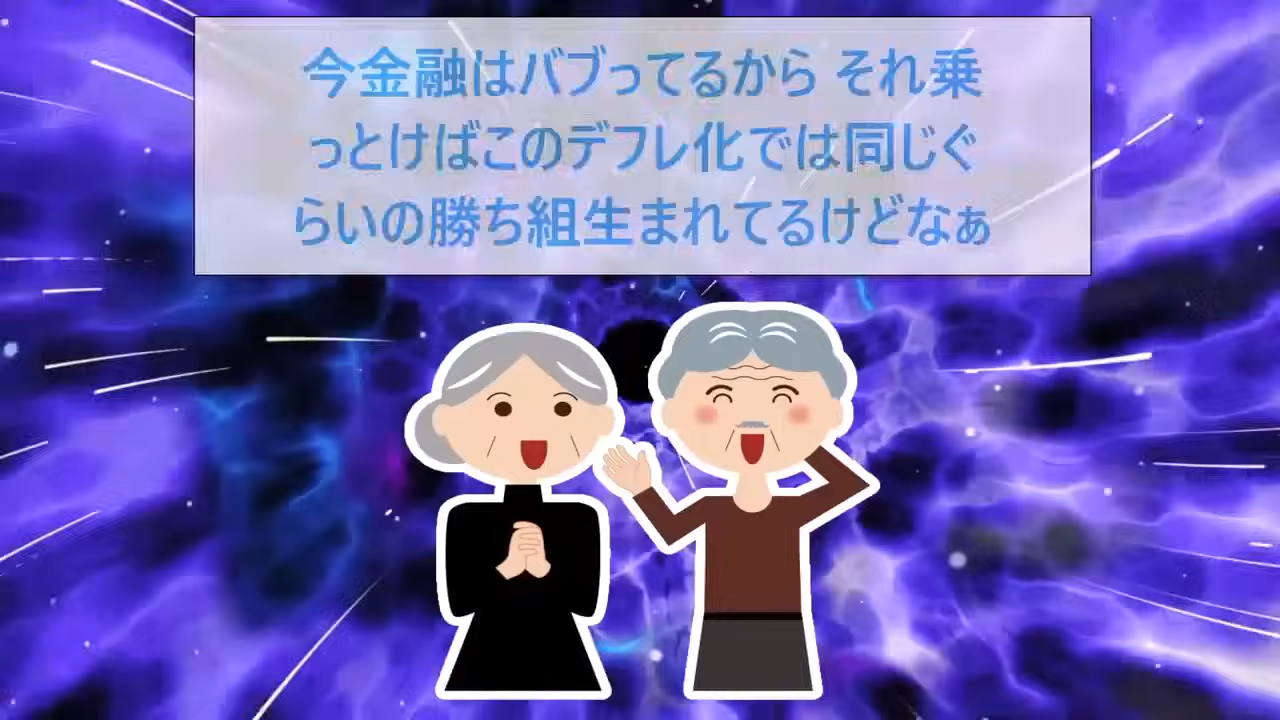 今金融はバブってるから それ乗
っとけばこのデフレ化では同じぐ
らいの勝ち組生まれてるけどなぁ